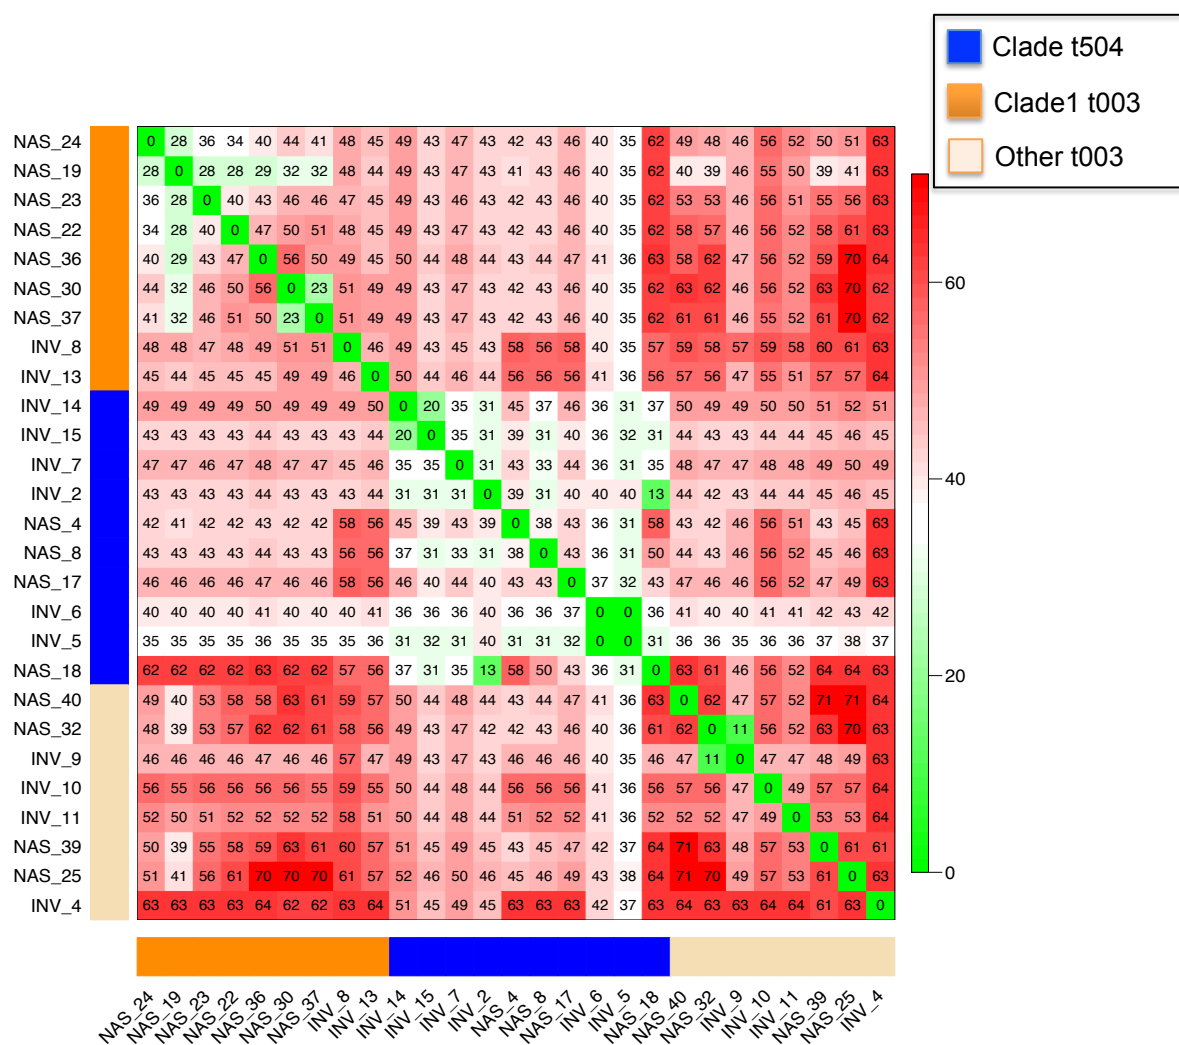 Clade t504
Clade1 t003
Other t003
NAS_24 0 28 36 34 40 44 41 48 45 49 43 47 43 42 43 46 40 35 62 49 48 46 56 52 50 51 63
NAS_19 28 0 28 28 29 32 32 48 44 49 43 47 43 41 43 46 40 35 62 40 39 46 55 50 39 41 63
NAS_23 36 28 0 40 43 46 46 47 45 49 43 46 43 42 43 46 40 35 62 53 53 46 56 51 55 56 63
NAS_22 34 28 40 0 47 50 51 48 45 49 43 47 43 42 43 46 40 35 62 58 57 46 56 52 58 61 63
NAS_36 40 29 43 47 0 56 50 49 45 50 44 48 44 43 44 47 41 36 63 58 62 47 56 52 59 70 64
NAS_30 44 32 46 50 56 0 23 51 49 49 43 47 43 42 43 46 40 35 62 63 62 46 56 52 63 70 62
NAS_37 41 32 46 51 50 23 0 51 49 49 43 47 43 42 43 46 40 35 62 61 61 46 55 52 61 70 62
INV_8 48 48 47 48 49 51 51 0 46 49 43 45 43 58 56 58 40 35 57 59 58 57 59 58 60 61 63
INV_13 45 44 45 45 45 49 49 46 0 50 44 46 44 56 56 56 41 36 56 57 56 47 55 51 57 57 64
INV_14 49 49 49 49 50 49 49 49 50 0 20 35 31 45 37 46 36 31 37 50 49 49 50 50 51 52 51
INV_15 43 43 43 43 44 43 43 43 44 20 0 35 31 39 31 40 36 32 31 44 43 43 44 44 45 46 45
INV_7 47 47 46 47 48 47 47 45 46 35 35 0 31 43 33 44 36 31 35 48 47 47 48 48 49 50 49
INV_2 43 43 43 43 44 43 43 43 44 31 31 31 0 39 31 40 40 40 13 44 42 43 44 44 45 46 45
NAS_4 42 41 42 42 43 42 42 58 56 45 39 43 39 0 38 43 36 31 58 43 42 46 56 51 43 45 63
NAS_8 43 43 43 43 44 43 43 56 56 37 31 33 31 38 0 43 36 31 50 44 43 46 56 52 45 46 63
NAS_17 46 46 46 46 47 46 46 58 56 46 40 44 40 43 43 0 37 32 43 47 46 46 56 52 47 49 63
INV_6 40 40 40 40 41 40 40 40 41 36 36 36 40 36 36 37 0 0 36 41 40 40 41 41 42 43 42
INV_5 35 35 35 35 36 35 35 35 36 31 32 31 40 31 31 32 0 0 31 36 36 35 36 36 37 38 37
NAS_18 62 62 62 62 63 62 62 57 56 37 31 35 13 58 50 43 36 31 0 63 61 46 56 52 64 64 63
NAS_40 49 40 53 58 58 63 61 59 57 50 44 48 44 43 44 47 41 36 63 0 62 47 57 52 71 71 64
NAS_32 48 39 53 57 62 62 61 58 56 49 43 47 42 42 43 46 40 36 61 62 0 11 56 52 63 70 63
INV_9 46 46 46 46 47 46 46 57 47 49 43 47 43 46 46 46 40 35 46 47 11 0 47 47 48 49 63
INV_10 56 55 56 56 56 56 55 59 55 50 44 48 44 56 56 56 41 36 56 57 56 47 0 49 57 57 64
INV_11 52 50 51 52 52 52 52 58 51 50 44 48 44 51 52 52 41 36 52 52 52 47 49 0 53 53 64
NAS_39 50 39 55 58 59 63 61 60 57 51 45 49 45 43 45 47 42 37 64 71 63 48 57 53 0 61 61
NAS_25 51 41 56 61 70 70 70 61 57 52 46 50 46 45 46 49 43 38 64 71 70 49 57 53 61 0 63
INV_4 63 63 63 63 64 62 62 63 64 51 45 49 45 63 63 63 42 37 63 64 63 63 64 64 61 63 0
60
40
20
0
NAS_24 NAS_19 NAS_23 NAS_22 NAS_36 NAS_30 NAS_37 INV_8 INV_13 INV_14 INV_15 INV_7 INV_2 NAS_4 NAS_8 NAS_17 INV_6 INV_5 NAS_18 NAS_40 NAS_32 INV_9 INV_10 INV_11 NAS_39 NAS_25 INV_4